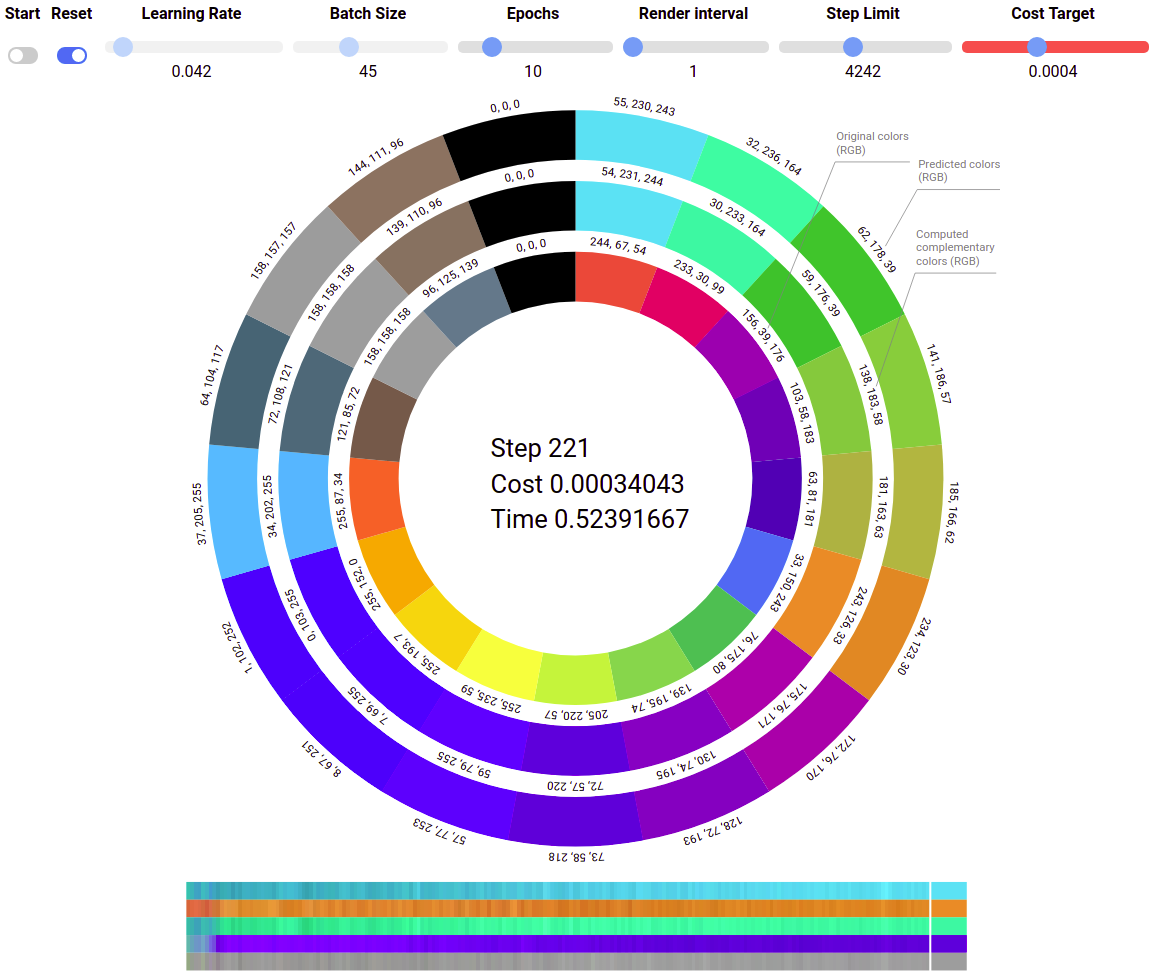 Start Reset Learning Rate Batch Size Epochs Render interval Step Limit Cost Target
0.042 45 10 1 4242 0.0004
Original colors
(RGB)
Predicted colors
(RGB)
Computed
complementary
colors (RGB)
0, 0, 0
55, 230, 243
32, 236, 164
62, 178, 39
141, 186, 57
185, 166, 62
234, 123, 30
172, 76, 170
128, 72, 193
73, 58, 218
57, 77, 253
8, 67, 251
1, 102, 252
37, 205, 255
64, 104, 117
158, 157, 157
144, 111, 96
0, 0, 0
54, 231, 244
30, 233, 164
59, 176, 39
138, 183, 58
181, 163, 63
243, 126, 33
175, 76, 171
130, 74, 195
72, 57, 220
59, 79, 255
7, 69, 255
0, 103, 255
34, 202, 255
72, 108, 121
158, 158, 158
139, 110, 96
0, 0, 0
244, 67, 54
233, 30, 99
156, 39, 176
103, 58, 183
63, 81, 181
33, 150, 243
76, 175, 80
139, 195, 74
205, 220, 57
255, 235, 59
255, 193, 7
255, 152, 0
255, 87, 34
121, 85, 72
158, 158, 158
96, 125, 139
Step 221
Cost 0.00034043
Time 0.52391667